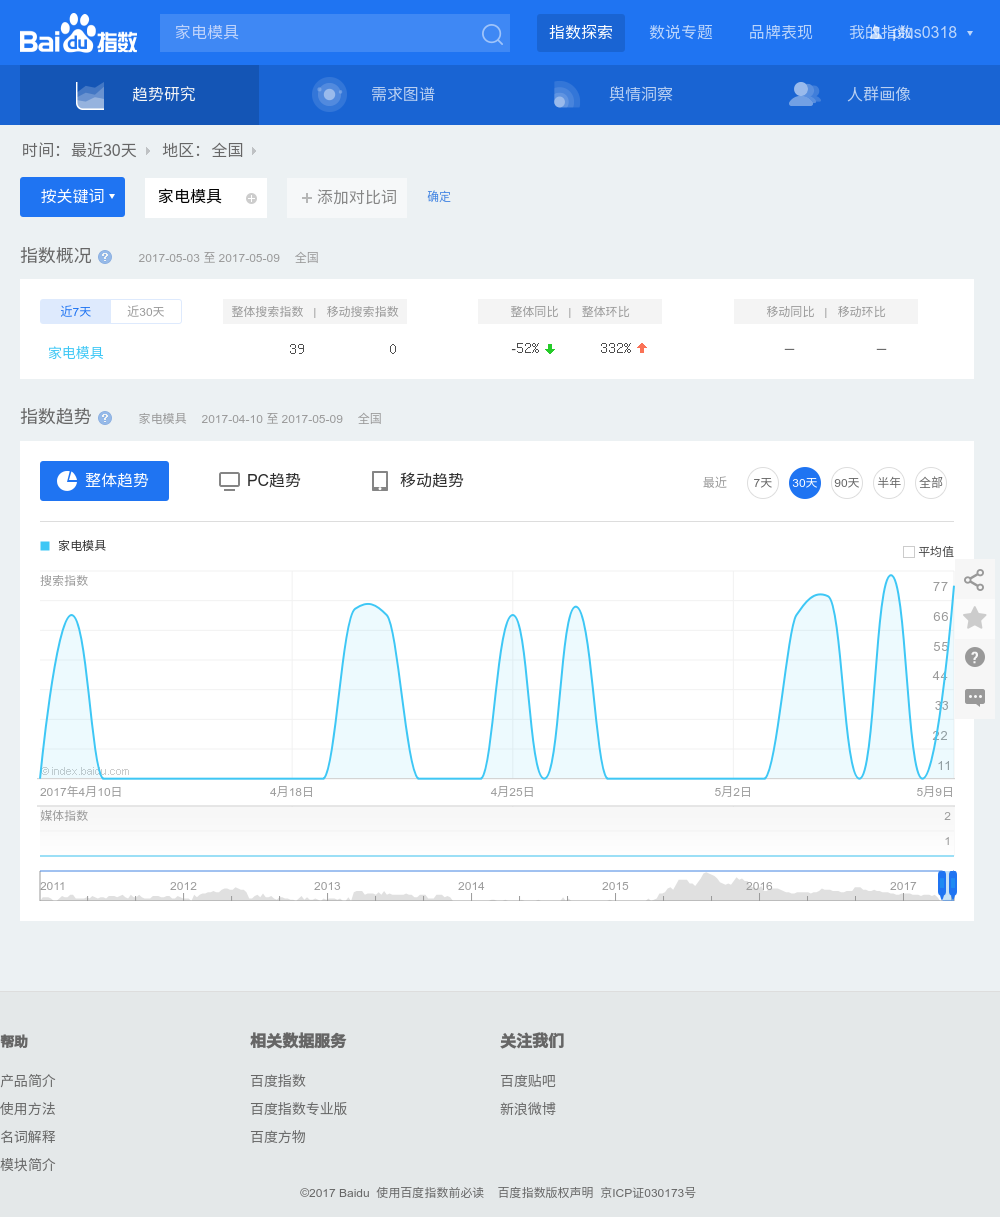 Bai du 指数 家电模具 指数探索 数说专题 品牌表现 我的指数 plus0318
趋势研究 需求图谱 舆情洞察 人群画像
时间： 最近30天 地区： 全国
按关键词 家电模具 +添加对比词 确定
指数概况 ? 2017-05-03 至 2017-05-09 全国
近7天 近30天 整体搜索指数 | 移动搜索指数 整体同比 | 整体环比 移动同比 | 移动环比
家电模具 39 0 -52% 332% — —
指数趋势 ? 家电模具 2017-04-10 至 2017-05-09 全国
整体趋势 PC趋势 移动趋势 最近 7天 30天 90天 半年 全部
家电模具
平均值
搜索指数
77
66
55
44
33
22
11
©index.baidu.com
2017年4月10日 4月18日 4月25日 5月2日 5月9日
媒体指数 2
1
2011 2012 2013 2014 2015 2016 2017
帮助 相关数据服务 关注我们
产品简介 百度指数 百度贴吧
使用方法 百度指数专业版 新浪微博
名词解释 百度方物
模块简介
©2017 Baidu 使用百度指数前必读 百度指数版权声明 京ICP证030173号